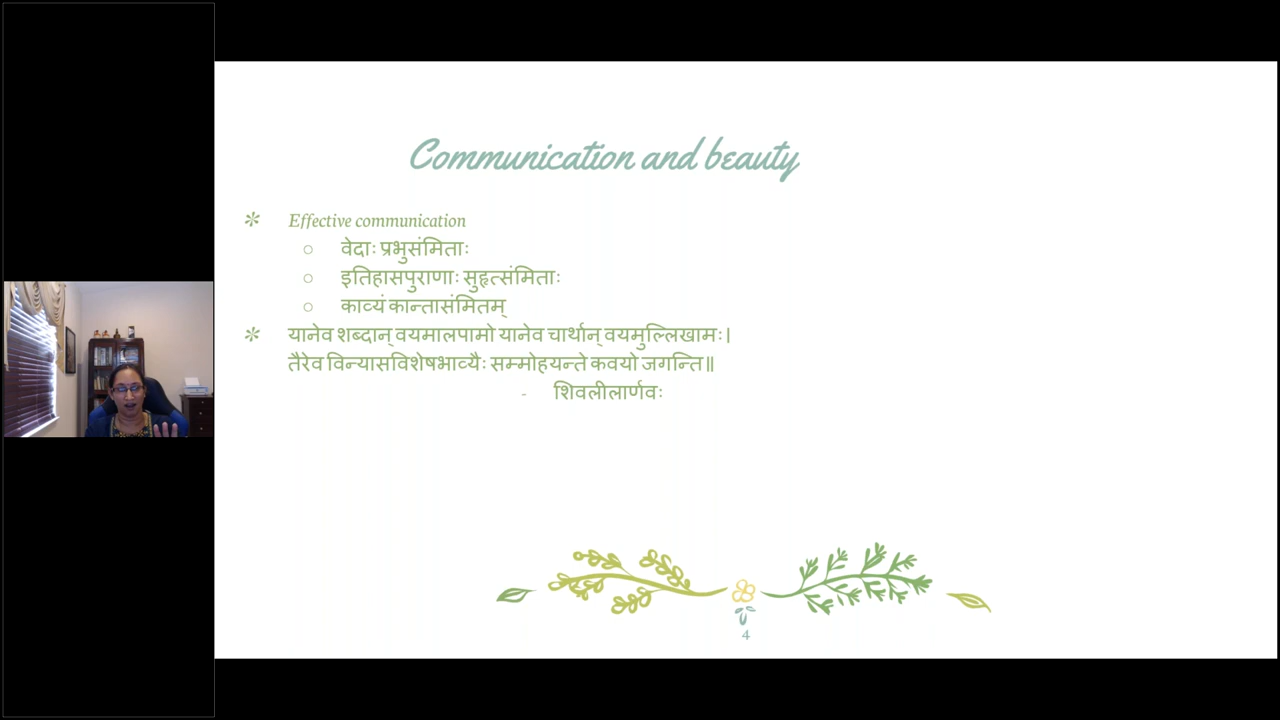 Communication and beauty
Effective communication
वेदाः प्रभुसंमिताः
इतिहासपुराणाः सुहृत्संमिताः
काव्यं कान्तासंमितम्
यानेव शब्दान् वयमालपामो यानेव चार्थान् वयमुल्लिखामः।
तैरेव विन्यासविशेषभाव्यैः सम्मोहयन्ते कवयो जगन्ति॥
- शिवलीलार्णवः
4